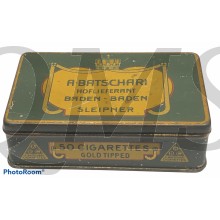 A·BATSCHARI
HOFLIEFERANT
BADEN-BADEN
SLEIPNER
50 CIGARETTES
GOLD TIPPED
PhotoRoom